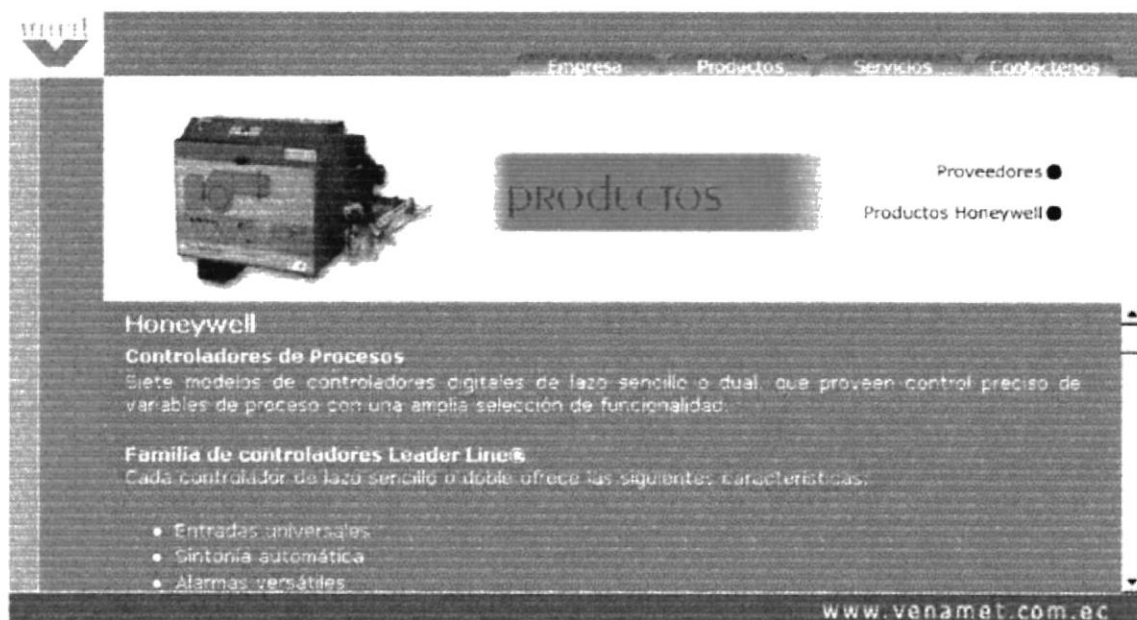 Empresa Productos Servicios Contáctenos
PRODUCTOS
Proveedores
Productos Honeywell
Honeywell
Controladores de Procesos
Siete modelos de controladores digitales de lazo sencillo o dual, que proveen control preciso de
variables de proceso con una amplia selección de funcionalidad.
Familia de controladores Leader Line®
Cada controlador de lazo sencillo o doble ofrece las siguientes características:
• Entradas universales
• Sintonía automática
• Alarmas versátiles
www.venamet.com.ec